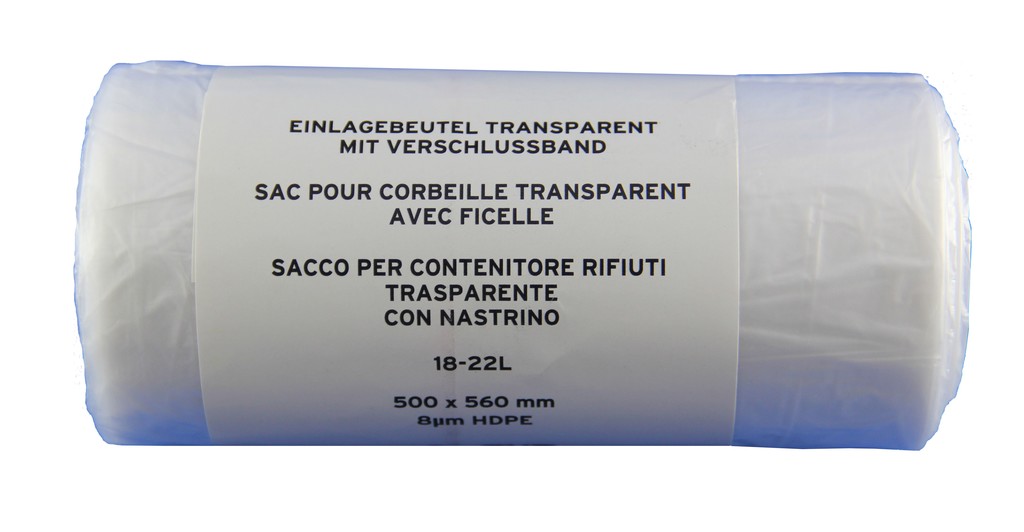 EINLAGEBEUTEL TRANSPARENT
MIT VERSCHLUSSBAND
SAC POUR CORBEILLE TRANSPARENT
AVEC FICELLE
SACCO PER CONTENITORE RIFIUTI
TRASPARENTE
CON NASTRINO
18-22L
500 x 560 mm
8µm HDPE